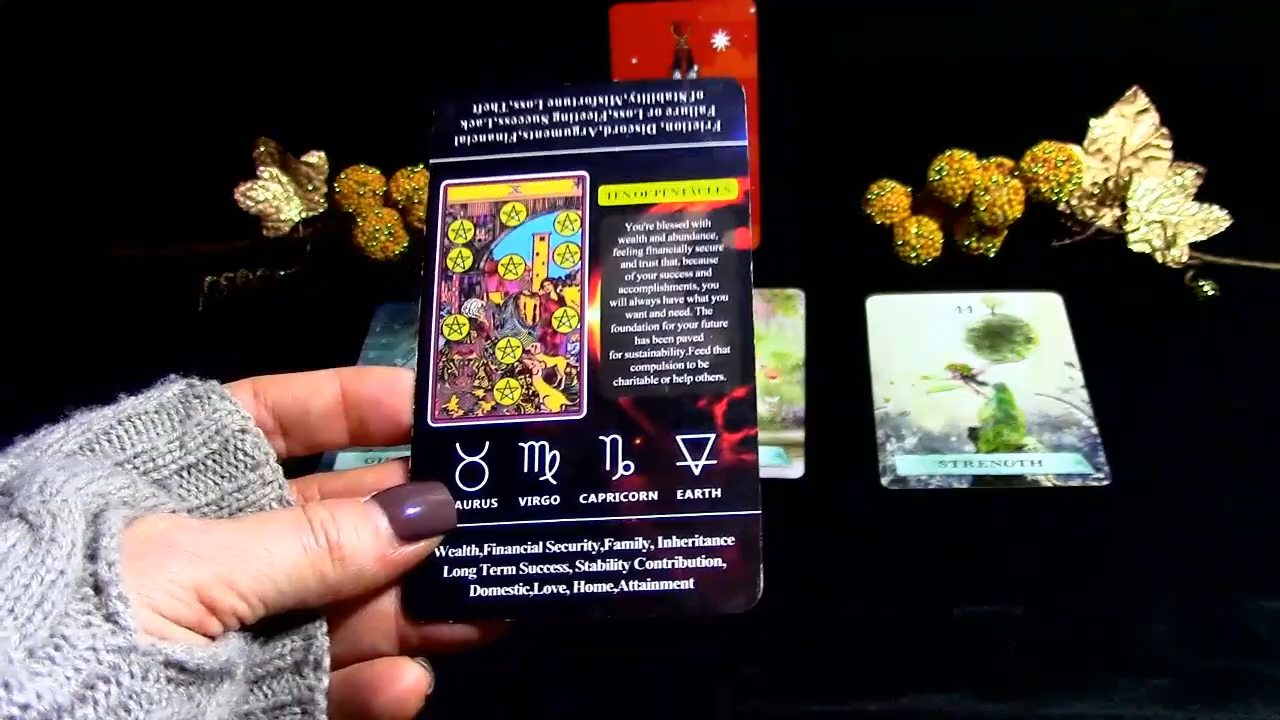 Friction, Discord,Arguments,Financial
Failure or Loss,Fleeting Success,Lack
of Stability,Misfortune Loss,Theft
X
TEN OF PENTACLES
You're blessed with
wealth and abundance,
feeling financially secure
and trust that, because
of your success and
accomplishments, you
will always have what you
want and need. The
foundation for your future
has been paved
for sustainability.Feed that
compulsion to be
charitable or help others.
AURUS
VIRGO
CAPRICORN
EARTH
Wealth,Financial Security,Family, Inheritance
Long Term Success, Stability Contribution,
Domestic,Love, Home,Attainment
GU
44
STRENGTH